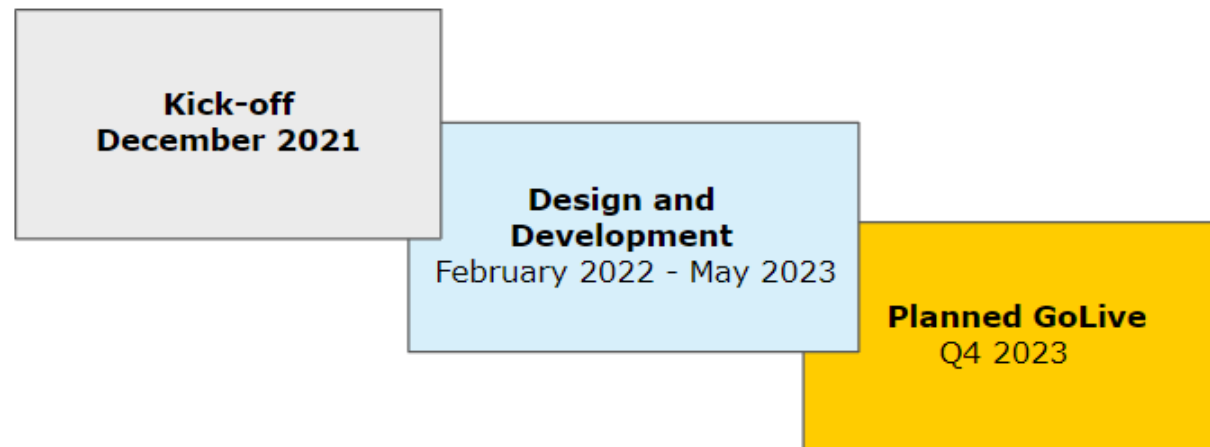 Kick-off
December 2021
Design and
Development
February 2022 - May 2023
Planned GoLive
Q4 2023